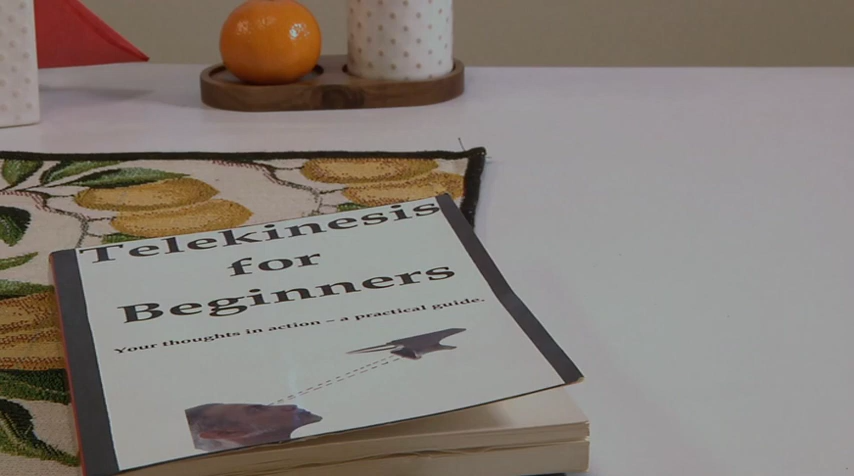 Telekinesis
for
Beginners
Your thoughts in action – a practical guide.